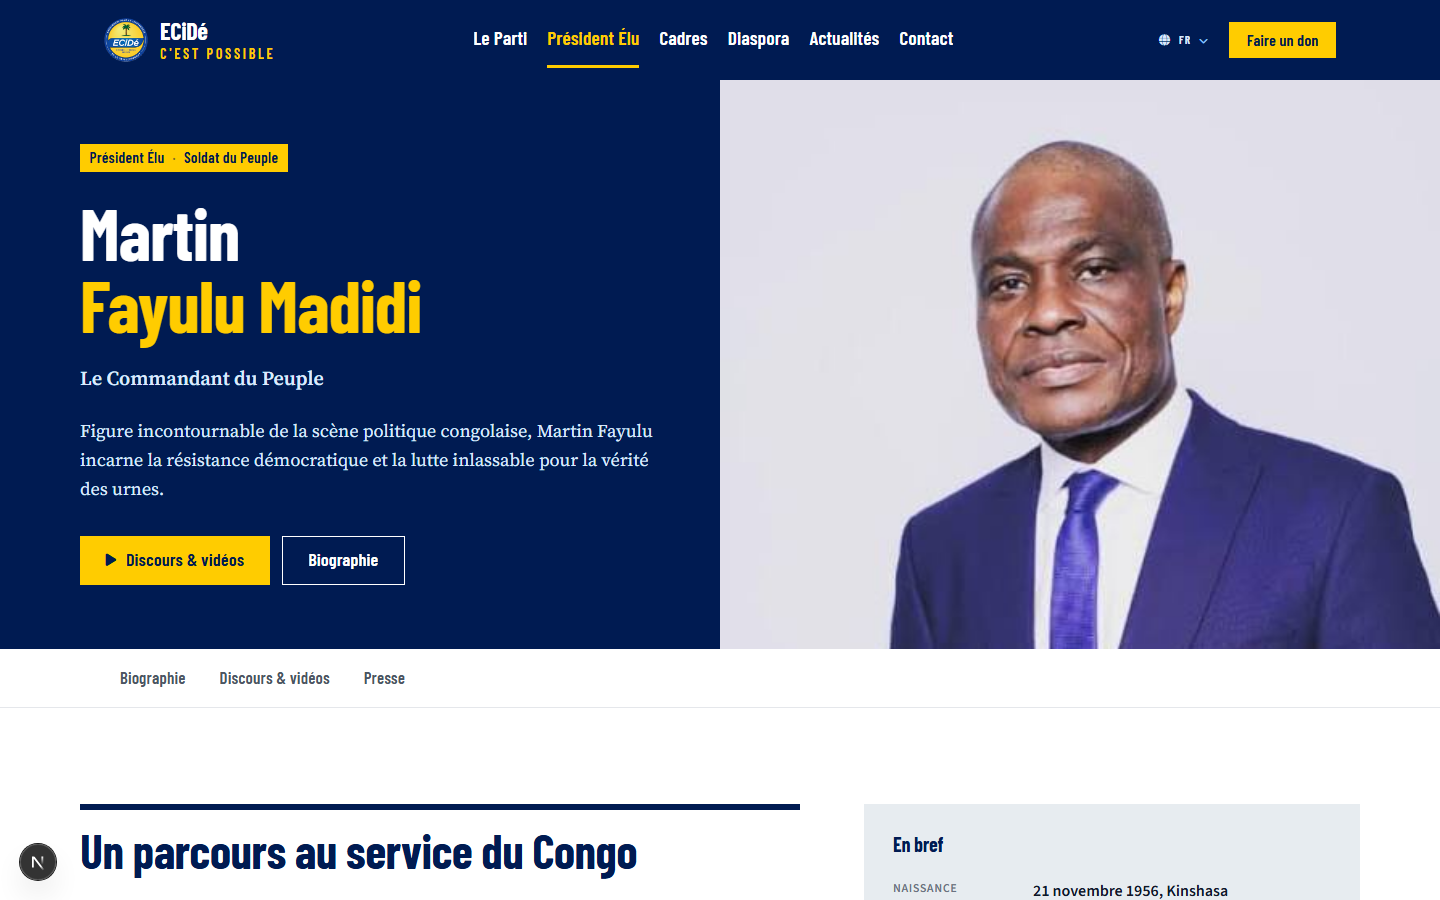 ECiDé
C'EST POSSIBLE
Le Parti
Président Élu
Cadres
Diaspora
Actualités
Contact
FR
Faire un don
ECiDé
Président Élu · Soldat du Peuple
Martin
Fayulu Madidi
Le Commandant du Peuple
Figure incontournable de la scène politique congolaise, Martin Fayulu
incarne la résistance démocratique et la lutte inlassable pour la vérité
des urnes.
Discours & vidéos
Biographie
Biographie
Discours & vidéos
Presse
Un parcours au service du Congo
En bref
NAISSANCE
21 novembre 1956, Kinshasa
N